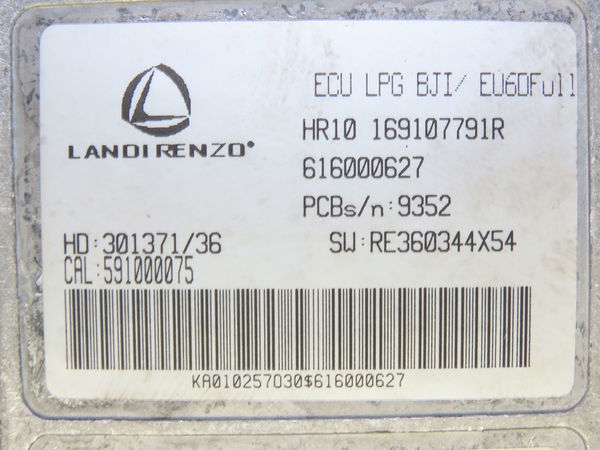 ECU LPG BJI/ EU6DFull
LANDIRENZO®
HR10 169107791R
616000627
PCBs/n:9352
HD:301371/36
SW:RE360344X54
CAL:591000075
KA010257030$616000627